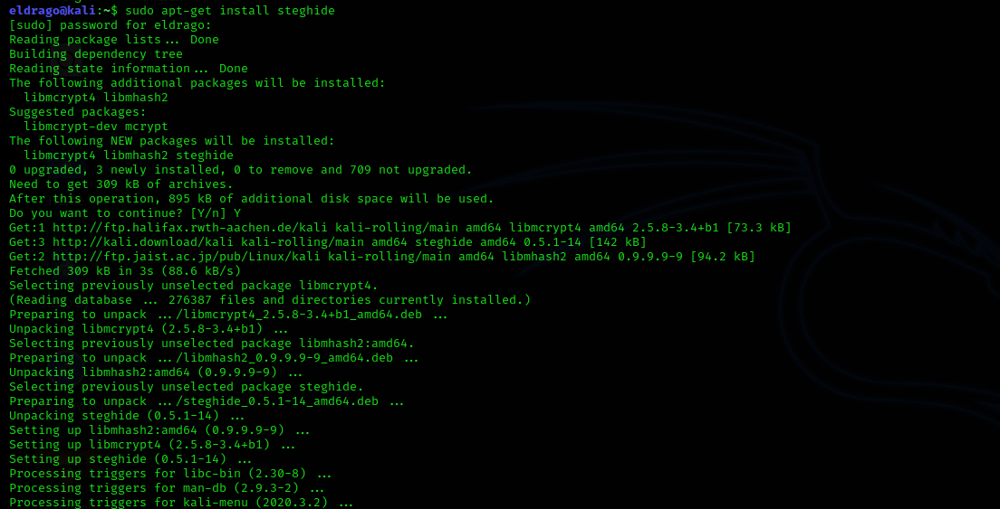 eldrago@kali:~$ sudo apt-get install steghide
[sudo] password for eldrago:
Reading package lists... Done
Building dependency tree
Reading state information... Done
The following additional packages will be installed:
  libmcrypt4 libmhash2
Suggested packages:
  libmcrypt-dev mcrypt
The following NEW packages will be installed:
  libmcrypt4 libmhash2 steghide
0 upgraded, 3 newly installed, 0 to remove and 709 not upgraded.
Need to get 309 kB of archives.
After this operation, 895 kB of additional disk space will be used.
Do you want to continue? [Y/n] Y
Get:1 http://ftp.halifax.rwth-aachen.de/kali kali-rolling/main amd64 libmcrypt4 amd64 2.5.8-3.4+b1 [73.3 kB]
Get:3 http://kali.download/kali kali-rolling/main amd64 steghide amd64 0.5.1-14 [142 kB]
Get:2 http://ftp.jaist.ac.jp/pub/Linux/kali kali-rolling/main amd64 libmhash2 amd64 0.9.9.9-9 [94.2 kB]
Fetched 309 kB in 3s (88.6 kB/s)
Selecting previously unselected package libmcrypt4.
(Reading database ... 276387 files and directories currently installed.)
Preparing to unpack .../libmcrypt4_2.5.8-3.4+b1_amd64.deb ...
Unpacking libmcrypt4 (2.5.8-3.4+b1) ...
Selecting previously unselected package libmhash2:amd64.
Preparing to unpack .../libmhash2_0.9.9.9-9_amd64.deb ...
Unpacking libmhash2:amd64 (0.9.9.9-9) ...
Selecting previously unselected package steghide.
Preparing to unpack .../steghide_0.5.1-14_amd64.deb ...
Unpacking steghide (0.5.1-14) ...
Setting up libmhash2:amd64 (0.9.9.9-9) ...
Setting up libmcrypt4 (2.5.8-3.4+b1) ...
Setting up steghide (0.5.1-14) ...
Processing triggers for libc-bin (2.30-8) ...
Processing triggers for man-db (2.9.3-2) ...
Processing triggers for kali-menu (2020.3.2) ...